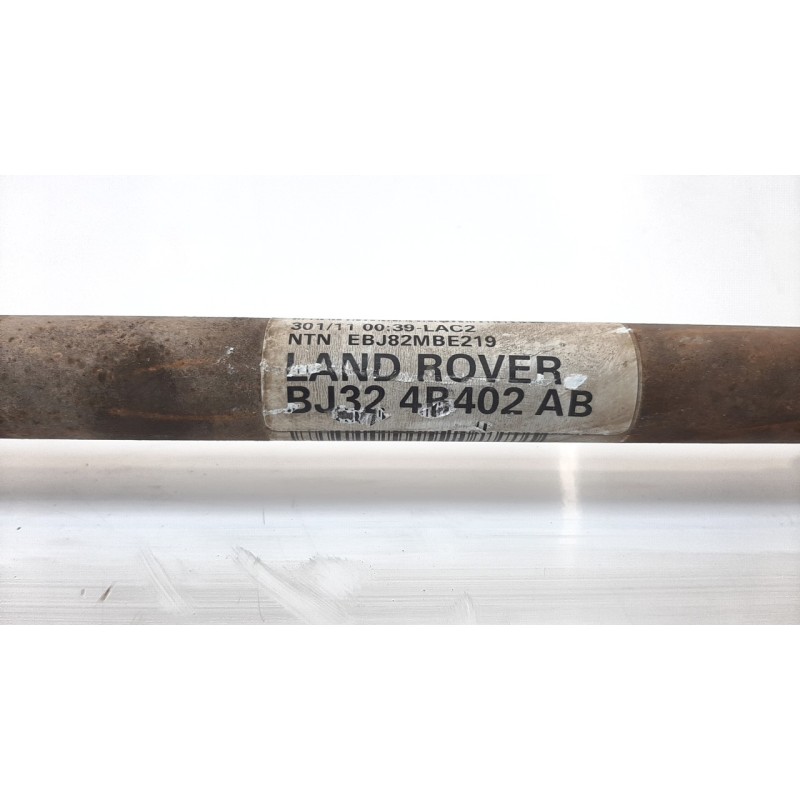 301/11 00:39-LAC2
NTN EBJ82MBE219
LAND ROVER
BJ32 4B402 AB